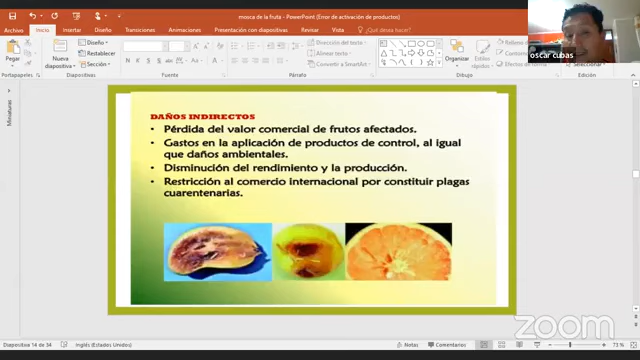 mosca de la fruta - PowerPoint (Error de activación de productos)
Archivo Inicio Insertar Diseño Transiciones Animaciones Presentación con diapositivas Revisar Vista ¿Qué desea hacer?
oscar cubas
Pegar
Nueva diapositiva
Diseño
Restablecer
Sección
N K S
Dirección del texto
Alinear texto
Convertir a SmartArt
Organizar
Estilos rápidos
Seleccionar
Portapapeles Diapositivas Fuente Párrafo Dibujo Edición
Miniaturas
DAÑOS INDIRECTOS
• Pérdida del valor comercial de frutos afectados.
• Gastos en la aplicación de productos de control, al igual
que daños ambientales.
• Disminución del rendimiento y la producción.
• Restricción al comercio internacional por constituir plagas
cuarentenarias.
zoom
Diapositiva 14 de 34 Inglés (Estados Unidos) Notas Comentarios 73 %